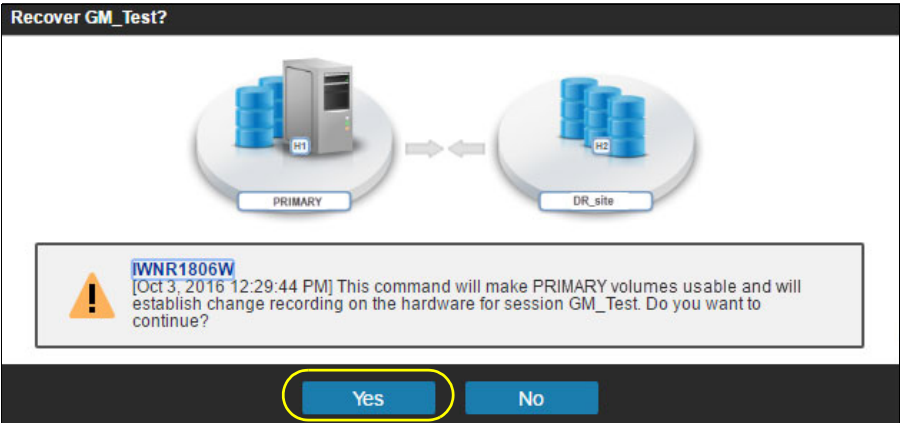 Recover GM_Test?
H1
H2
PRIMARY
DR_site
IWNR1806W
[Oct 3, 2016 12:29:44 PM] This command will make PRIMARY volumes usable and will
establish change recording on the hardware for session GM_Test. Do you want to
continue?
Yes
No